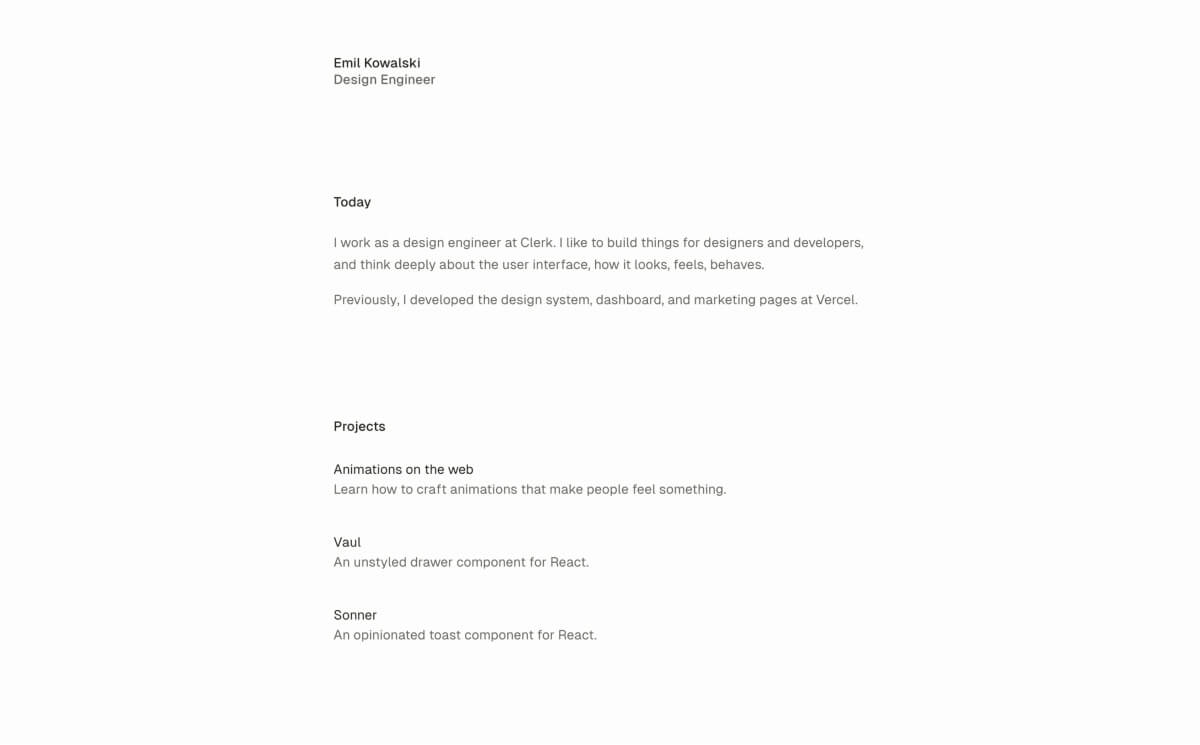 Emil Kowalski
Design Engineer
Today
I work as a design engineer at Clerk. I like to build things for designers and developers,
and think deeply about the user interface, how it looks, feels, behaves.
Previously, I developed the design system, dashboard, and marketing pages at Vercel.
Projects
Animations on the web
Learn how to craft animations that make people feel something.
Vaul
An unstyled drawer component for React.
Sonner
An opinionated toast component for React.